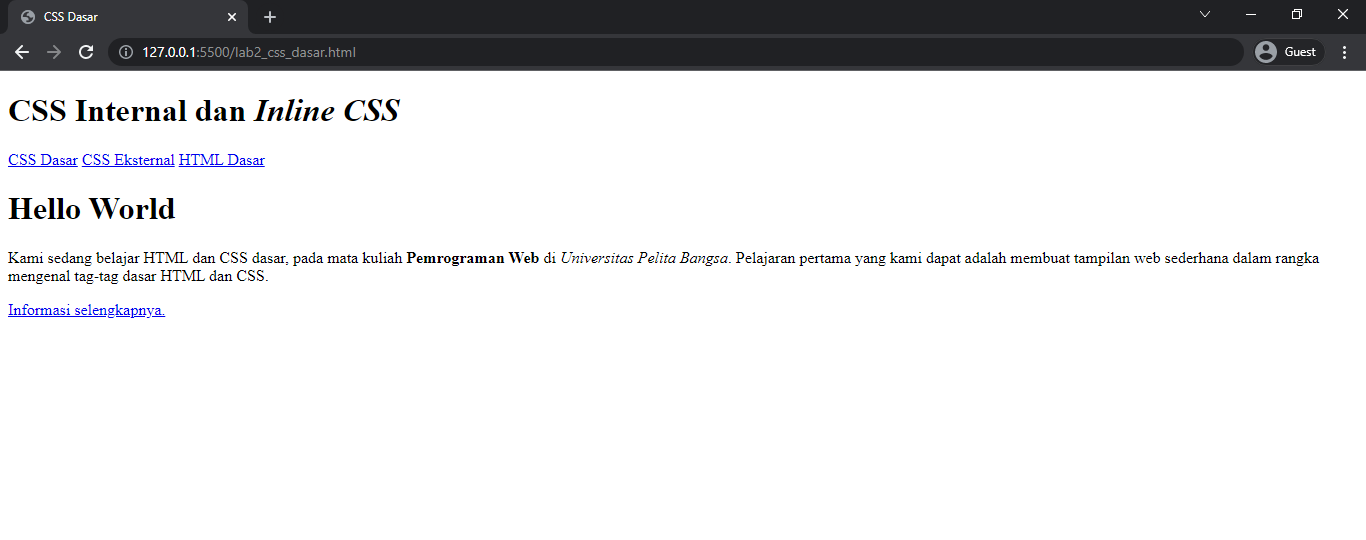 CSS Dasar
127.0.0.1:5500/lab2_css_dasar.html
Guest
CSS Internal dan Inline CSS
CSS Dasar CSS Eksternal HTML Dasar
Hello World
Kami sedang belajar HTML dan CSS dasar, pada mata kuliah Pemrograman Web di Universitas Pelita Bangsa. Pelajaran pertama yang kami dapat adalah membuat tampilan web sederhana dalam rangka
mengenal tag-tag dasar HTML dan CSS.
Informasi selengkapnya.